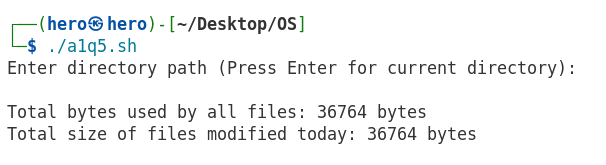 ┌──(hero㉿hero)-[~/Desktop/OS]
└─$ ./a1q5.sh
Enter directory path (Press Enter for current directory):
Total bytes used by all files: 36764 bytes
Total size of files modified today: 36764 bytes